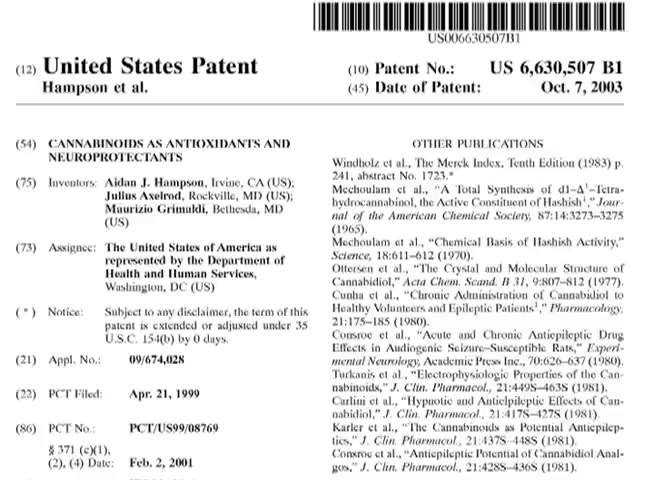 US006630507B1
(12) United States Patent
Hampson et al.
(10) Patent No.: US 6,630,507 B1
(45) Date of Patent: Oct. 7, 2003
(54) CANNABINOIDS AS ANTIOXIDANTS AND
NEUROPROTECTANTS
(75) Inventors: Aidan J. Hampson, Irvine, CA (US);
Julius Axelrod, Rockville, MD (US);
Maurizio Grimaldi, Bethesda, MD
(US)
(73) Assignee: The United States of America as
represented by the Department of
Health and Human Services,
Washington, DC (US)
(*) Notice: Subject to any disclaimer, the term of this
patent is extended or adjusted under 35
U.S.C. 154(b) by 0 days.
(21) Appl. No.: 09/674,028
(22) PCT Filed: Apr. 21, 1999
(86) PCT No.: PCT/US99/08769
§ 371 (c)(1),
(2), (4) Date: Feb. 2, 2001
OTHER PUBLICATIONS
Windholz et al., The Merck Index, Tenth Edition (1983) p.
241, abstract No. 1723.*
Mechoulam et al., “A Total Synthesis of dl–Δ¹–Tetra-
hydrocannabinol, the Active Constituent of Hashish¹,” Jour-
nal of the American Chemical Society, 87:14:3273–3275
(1965).
Mechoulam et al., “Chemical Basis of Hashish Activity,”
Science, 18:611–612 (1970).
Ottersen et al., “The Crystal and Molecular Structure of
Cannabidiol,” Acta Chem. Scand. B 31, 9:807–812 (1977).
Cunha et al., “Chronic Administration of Cannabidiol to
Healthy Volunteers and Epileptic Patients¹,” Pharmacology,
21:175–185 (1980).
Consroe et al., “Acute and Chronic Antiepileptic Drug
Effects in Audiogenic Seizure–Susceptible Rats,” Experi-
mental Neurology, Academic Press Inc., 70:626–637 (1980).
Turkanis et al., “Electrophysiologic Properties of the Can-
nabinoids,” J. Clin. Pharmacol., 21:449S–463S (1981).
Carlini et al., “Hypnotic and Antielpileptic Effects of Can-
nabidiol,” J. Clin. Pharmacol., 21:417S–427S (1981).
Karler et al., “The Cannabinoids as Potential Antiepilep-
tics,” J. Clin. Pharmacol., 21:437S–448S (1981).
Consroe et al., “Antiepileptic Potential of Cannabidiol Anal-
gos,” J. Clin. Pharmacol., 21:428S–436S (1981).